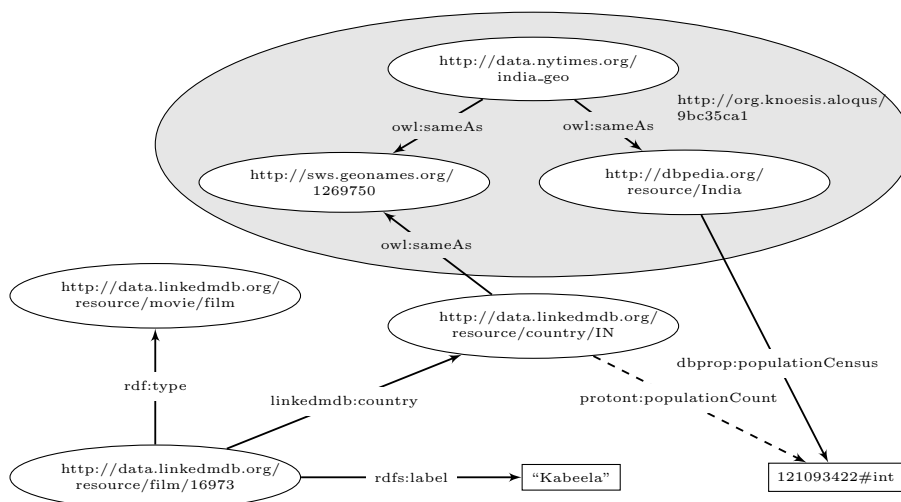 http://data.nytimes.org/
india_geo
http://org.knoesis.aloqus/
9bc35ca1
owl:sameAs
owl:sameAs
http://sws.geonames.org/
1269750
http://dbpedia.org/
resource/India
owl:sameAs
http://data.linkedmdb.org/
resource/movie/film
http://data.linkedmdb.org/
resource/country/IN
dbprop:populationCensus
rdf:type
linkedmdb:country
protont:populationCount
http://data.linkedmdb.org/
resource/film/16973
rdfs:label
“Kabeela”
121093422#int